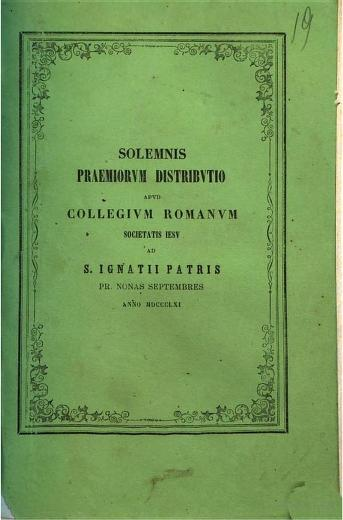 19
SOLEMNIS
PRAEMIORVM DISTRIBVTIO
APVD
COLLEGIVM ROMANVM
SOCIETATIS IESV
AD
S. IGNATII PATRIS
PR. NONAS SEPTEMBRES
ANNO MDCCCLXI